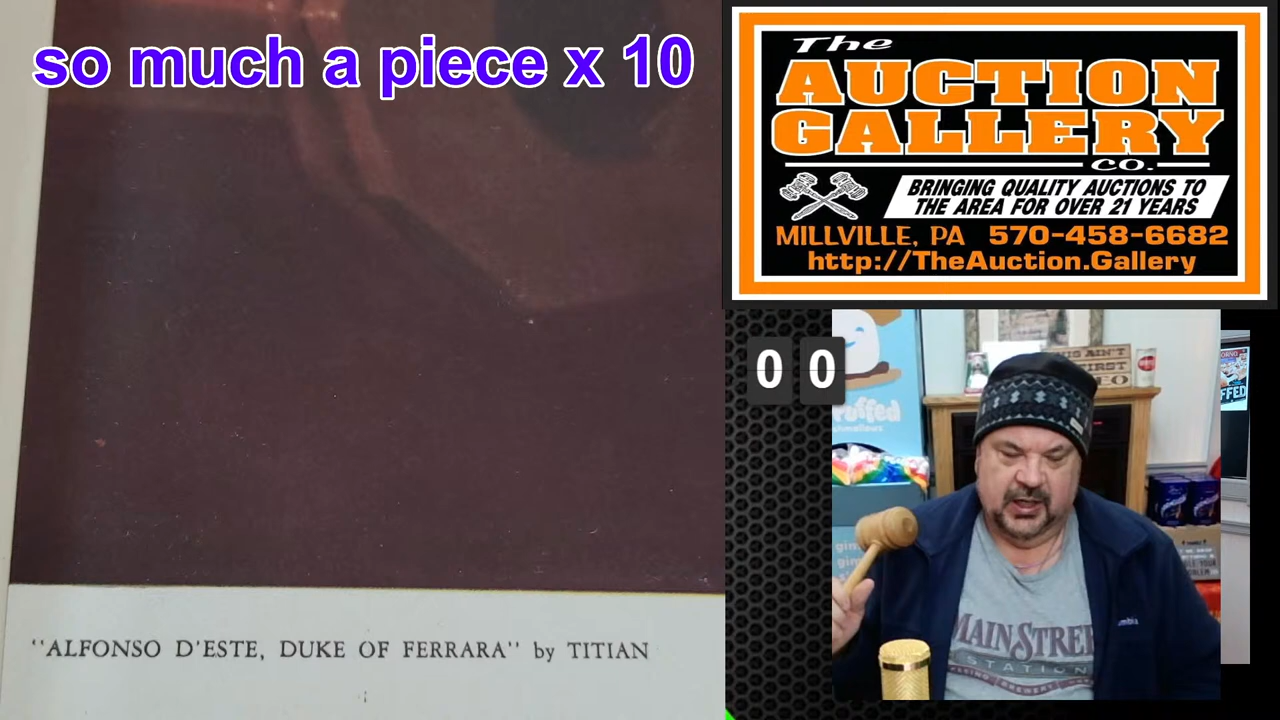 so much a piece x 10
"ALFONSO D'ESTE, DUKE OF FERRARA" by TITIAN
The
AUCTION
GALLERY
CO.
BRINGING QUALITY AUCTIONS TO
THE AREA FOR OVER 21 YEARS
MILLVILLE, PA 570-458-6682
http://TheAuction.Gallery
0 0
MAIN STREE
STATION